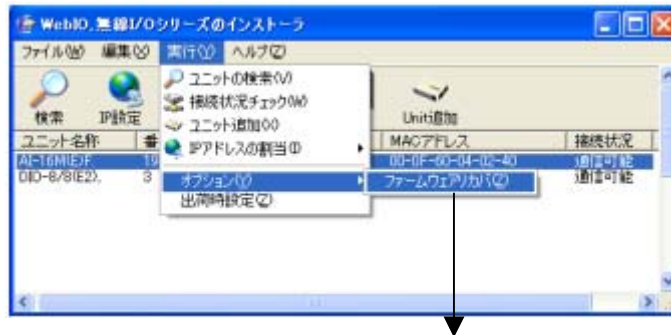 WebIO,無線I/Oシリーズのインストーラ
ファイル(W) 編集(X) 実行(Y) ヘルプ(Z)
検索 IP設定 Unit追加
ユニットの検索(V)
接続状況チェック(W)
ユニット追加(X)
IPアドレスの割当
オプション(Y)
出荷時設定(Z)
ファームウェアリカバ(Z)
ユニット名称 番 MACアドレス 接続状況
AI-16M(E)F. 19 00-0F-60-04-02-40 通信可能
DIO-8/8(E2). 3 通信可能